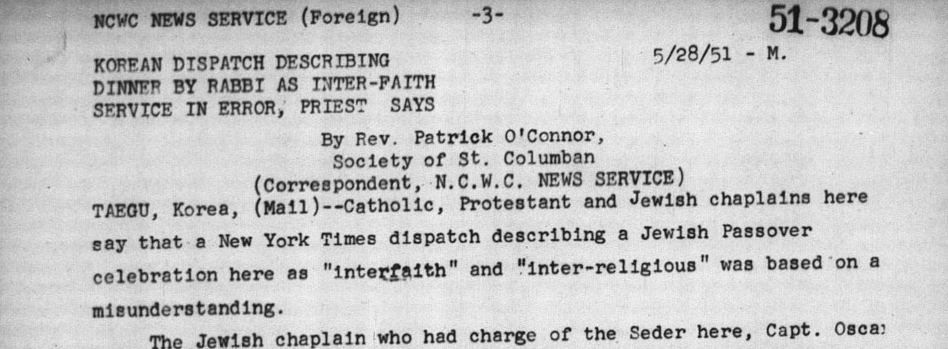 NCWC NEWS SERVICE (Foreign) -3- 51-3208
KOREAN DISPATCH DESCRIBING 5/28/51 - M.
DINNER BY RABBI AS INTER-FAITH
SERVICE IN ERROR, PRIEST SAYS
By Rev. Patrick O'Connor,
Society of St. Columban
(Correspondent, N.C.W.C. NEWS SERVICE)
TAEGU, Korea, (Mail)--Catholic, Protestant and Jewish chaplains here
say that a New York Times dispatch describing a Jewish Passover
celebration here as "interfaith" and "inter-religious" was based on a
misunderstanding.
The Jewish chaplain who had charge of the Seder here, Capt.